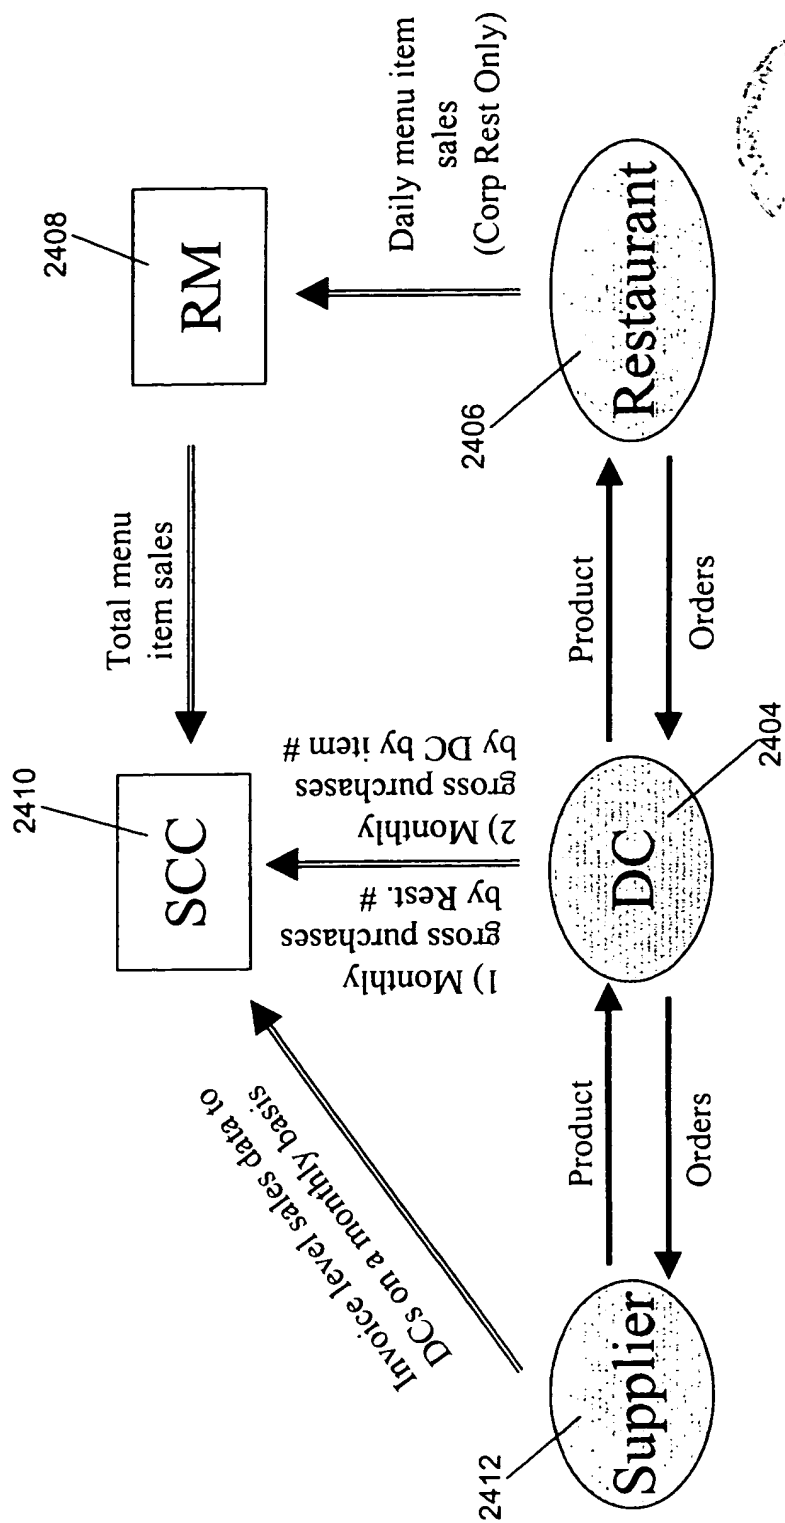 2410
SCC
Total menu
item sales
2408
RM
Invoice level sales data to
DCs on a monthly basis
1) Monthly
gross purchases
by Rest. #
2) Monthly
gross purchases
by DC by item #
Daily menu item
sales
(Corp Rest Only)
2412
Supplier
Product
Orders
DC
2404
Product
Orders
2406
Restaurant